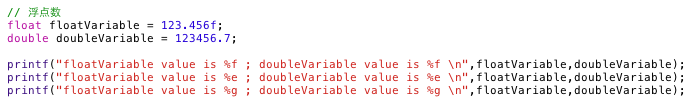 // 浮点数
float floatVariable = 123.456f;
double doubleVariable = 123456.7;
printf("floatVariable value is %f ; doubleVariable value is %f \n",floatVariable,doubleVariable);
printf("floatVariable value is %e ; doubleVariable value is %e \n",floatVariable,doubleVariable);
printf("floatVariable value is %g ; doubleVariable value is %g \n",floatVariable,doubleVariable);